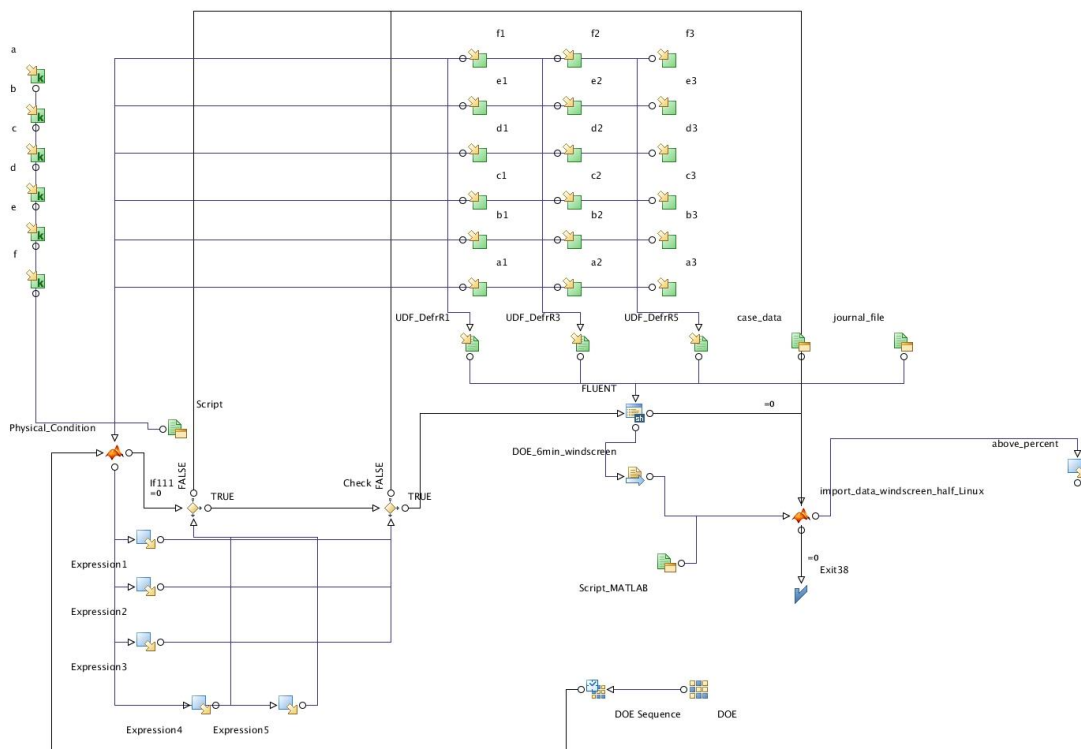 f1 f2 f3
a
e1 e2 e3
b
d1 d2 d3
c
c1 c2 c3
d
b1 b2 b3
e
a1 a2 a3
f
UDF_DefrR1 UDF_DefrR3 UDF_DefrR5 case_data journal_file
FLUENT
Script
=0
Physical_Condition
above_percent
DOE_6min_windscreen
If111
=0
FALSE
TRUE
Check
FALSE
TRUE
import_data_windscreen_half_Linux
Expression1
=0
Exit38
Script_MATLAB
Expression2
Expression3
DOE Sequence DOE
Expression4 Expression5